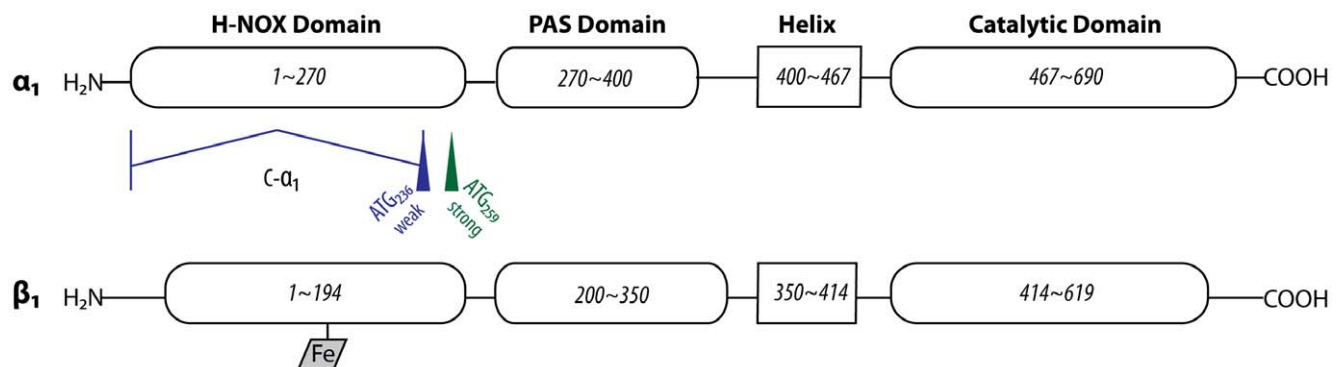 H-NOX Domain PAS Domain Helix Catalytic Domain
α₁ H₂N 1~270 270~400 400~467 467~690 COOH
C-α₁
ATG₂₃₆
weak
ATG₂₅₉
strong
β₁ H₂N 1~194 200~350 350~414 414~619 COOH
Fe